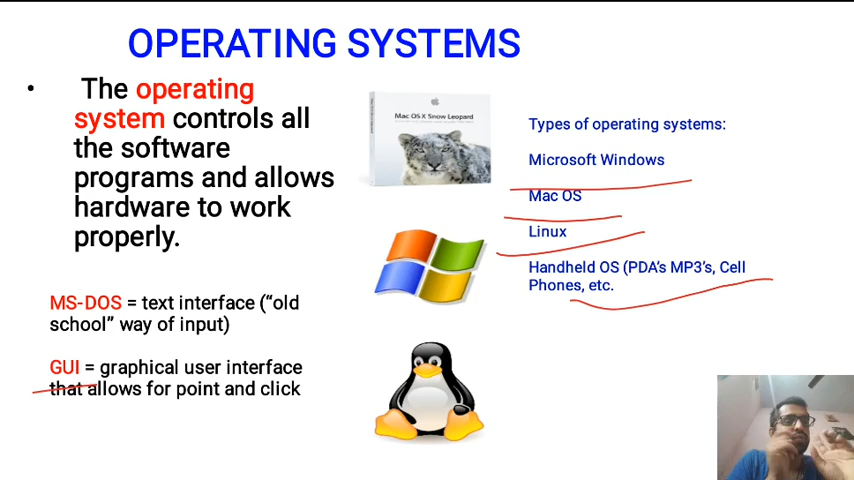 OPERATING SYSTEMS
• The operating
system controls all
the software
programs and allows
hardware to work
properly.
MS-DOS = text interface (“old
school” way of input)
GUI = graphical user interface
that allows for point and click
Mac OS X Snow Leopard
Types of operating systems:
Microsoft Windows
Mac OS
Linux
Handheld OS (PDA’s MP3’s, Cell
Phones, etc.